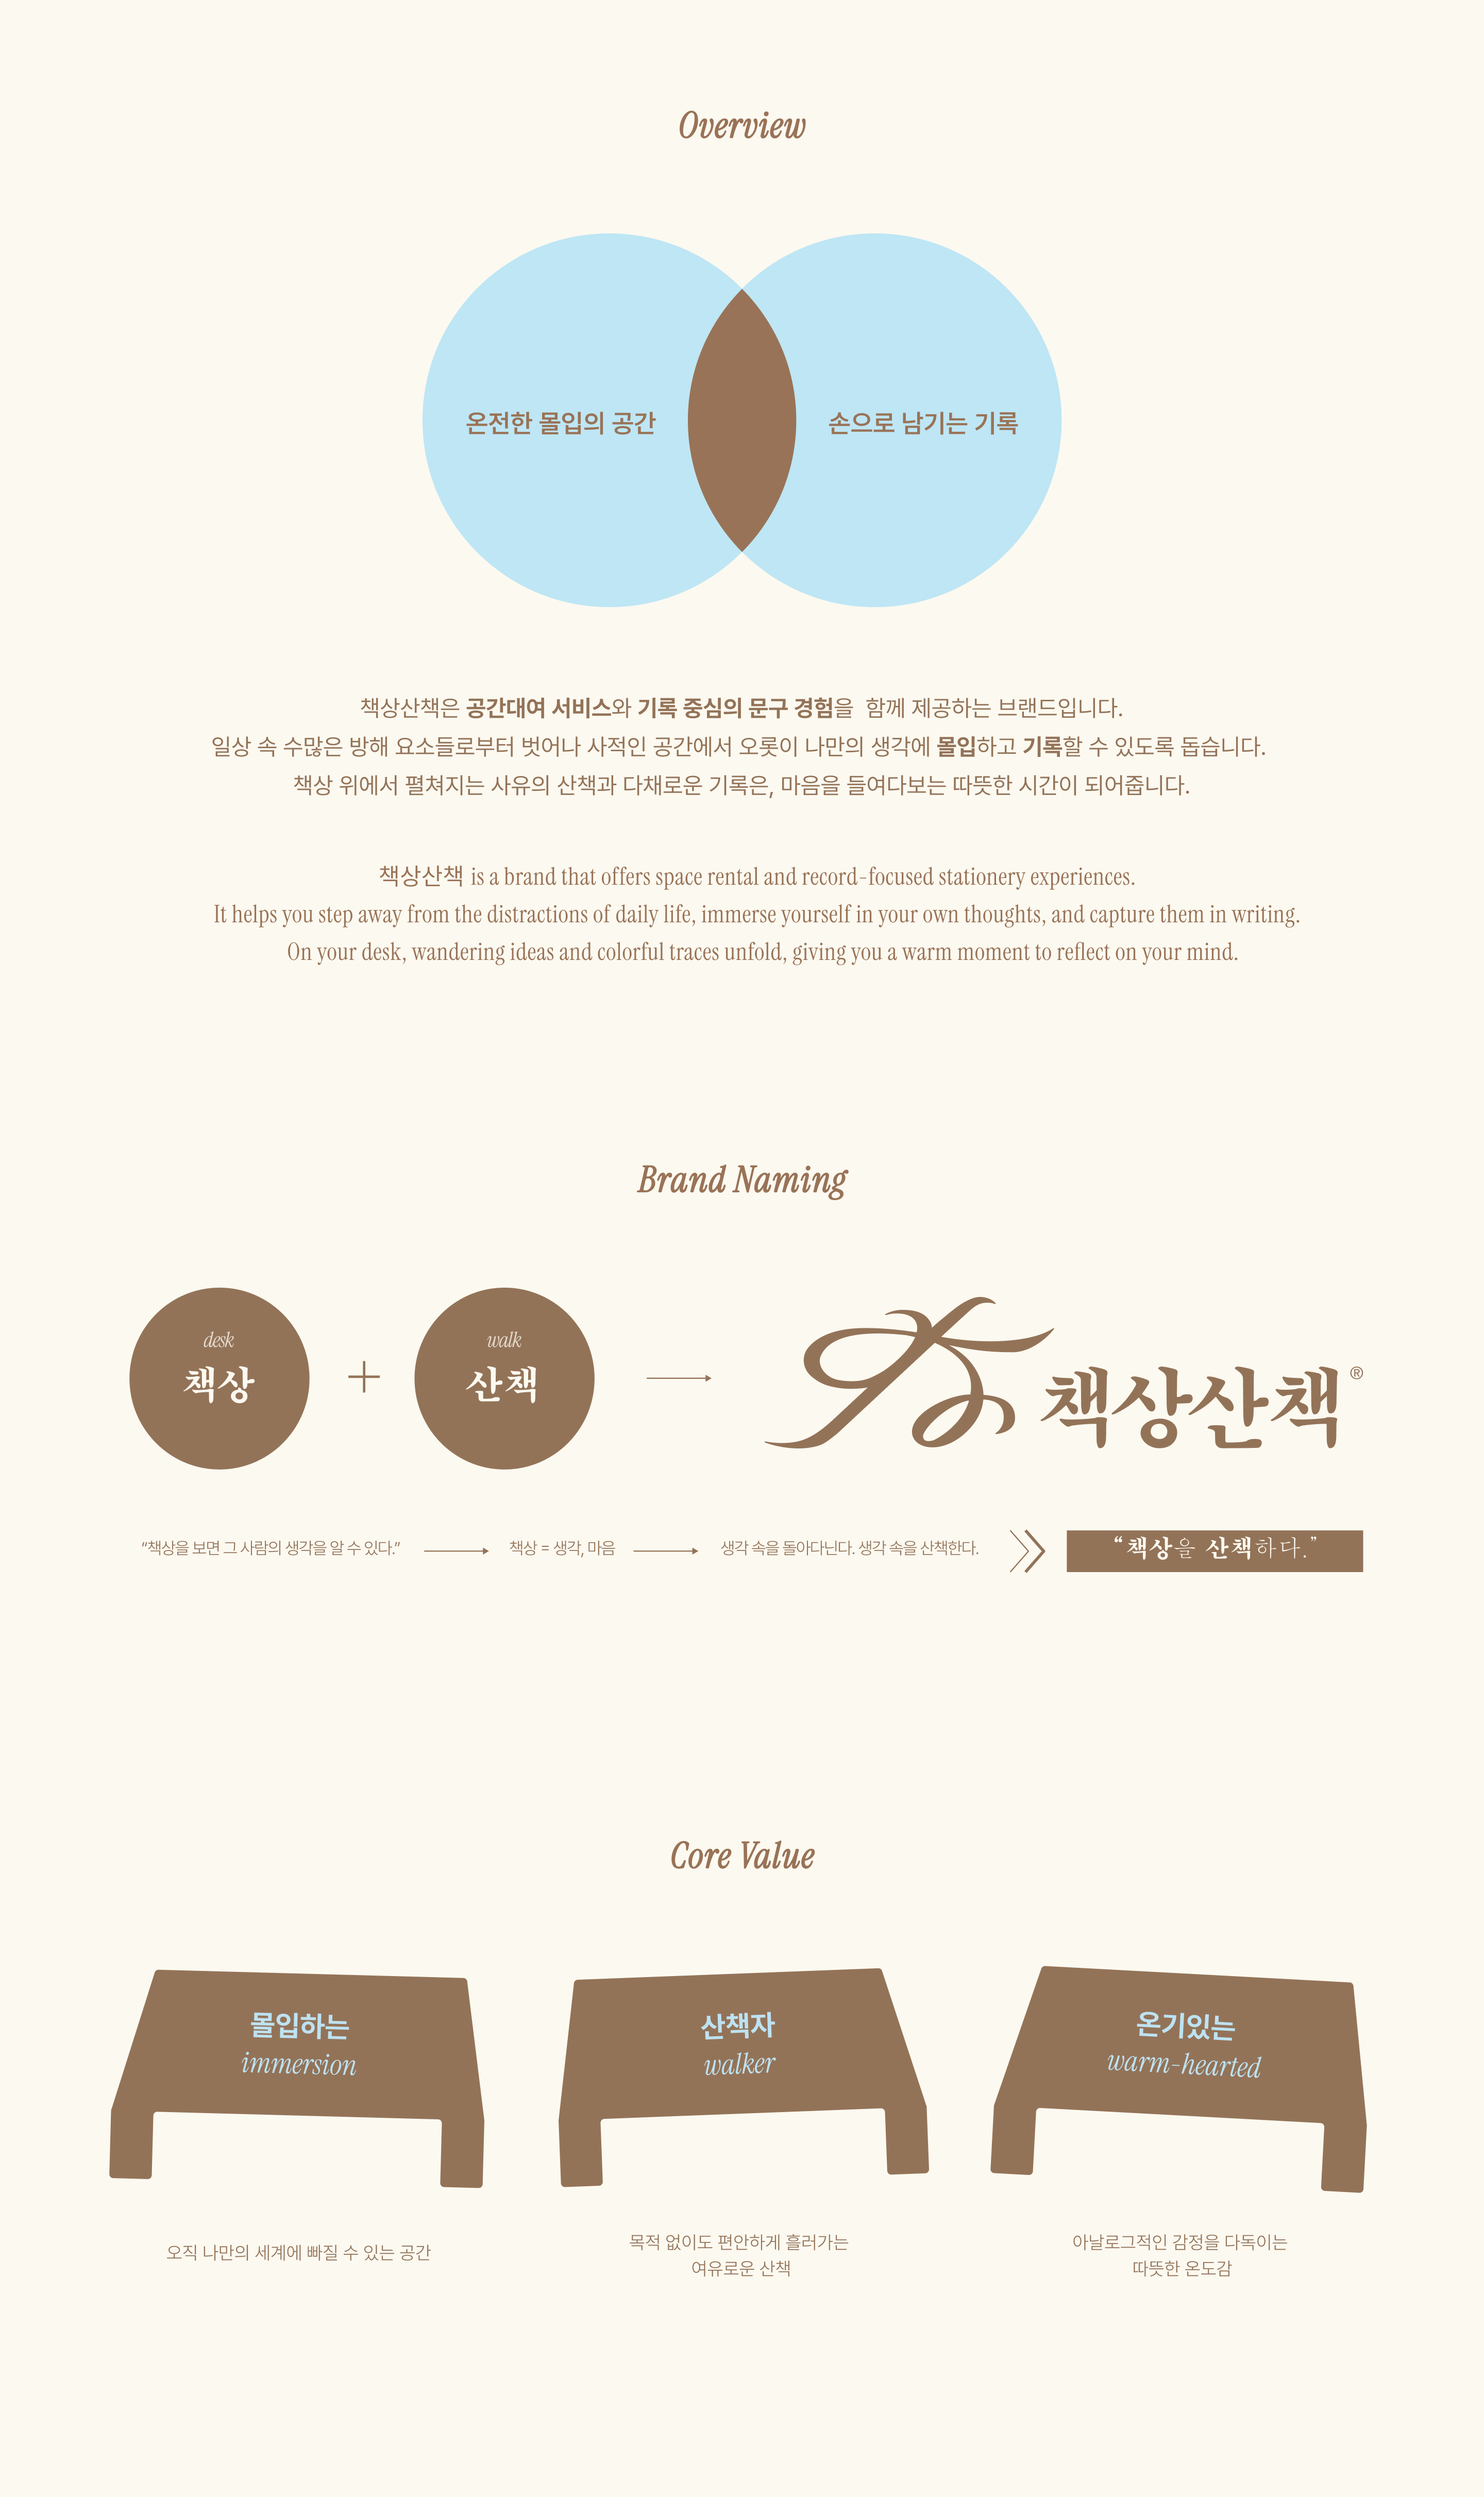 Overview
온전한 몰입의 공간
손으로 남기는 기록
책상산책은 공간대여 서비스와 기록 중심의 문구 경험을 함께 제공하는 브랜드입니다.
일상 속 수많은 방해 요소들로부터 벗어나 사적인 공간에서 오롯이 나만의 생각에 몰입하고 기록할 수 있도록 돕습니다.
책상 위에서 펼쳐지는 사유의 산책과 다채로운 기록은, 마음을 들여다보는 따뜻한 시간이 되어줍니다.
책상산책 is a brand that offers space rental and record-focused stationery experiences.
It helps you step away from the distractions of daily life, immerse yourself in your own thoughts, and capture them in writing.
On your desk, wandering ideas and colorful traces unfold, giving you a warm moment to reflect on your mind.
Brand Naming
desk
책상
+
walk
산책
책상산책®
“책상을 보면 그 사람의 생각을 알 수 있다.”
책상 = 생각, 마음
생각 속을 돌아다닌다. 생각 속을 산책한다.
“책상을 산책하다.”
Core Value
몰입하는
immersion
산책자
walker
온기있는
warm-hearted
오직 나만의 세계에 빠질 수 있는 공간
목적 없이도 편안하게 흘러가는
여유로운 산책
아날로그적인 감정을 다독이는
따뜻한 온도감